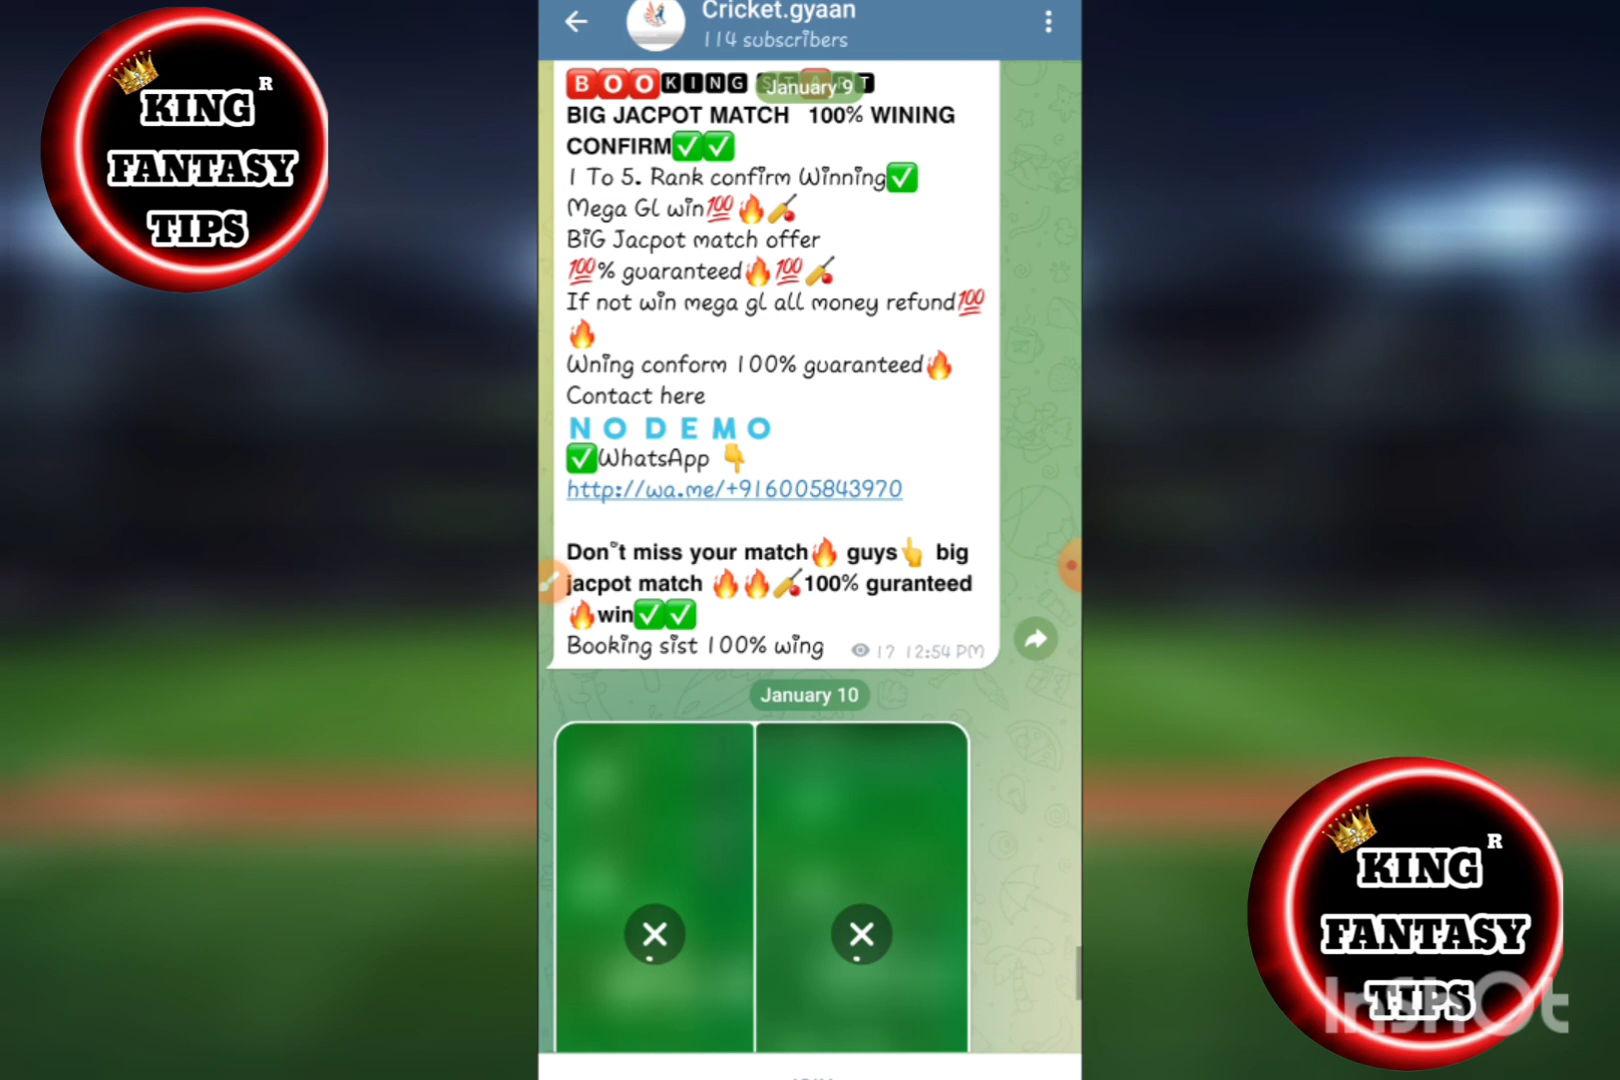 KING R
FANTASY
TIPS
Cricket.gyaan
114 subscribers
BOOKING START
January 9
BIG JACPOT MATCH 100% WINING
CONFIRM✅✅
1 To 5. Rank confirm Winning✅
Mega Gl win💯🔥🏏
BiG Jacpot match offer
💯% guaranteed🔥💯🏏
If not win mega gl all money refund💯
🔥
Wning conform 100% guaranteed🔥
Contact here
NO DEMO
✅WhatsApp 👇
http://wa.me/+916005843970
Don"t miss your match🔥 guys👆 big
jacpot match 🔥🔥🏏100% guranteed
🔥win✅✅
Booking sist 100% wing 17 12:54 PM
January 10
KING R
FANTASY
TIPS
InShOt